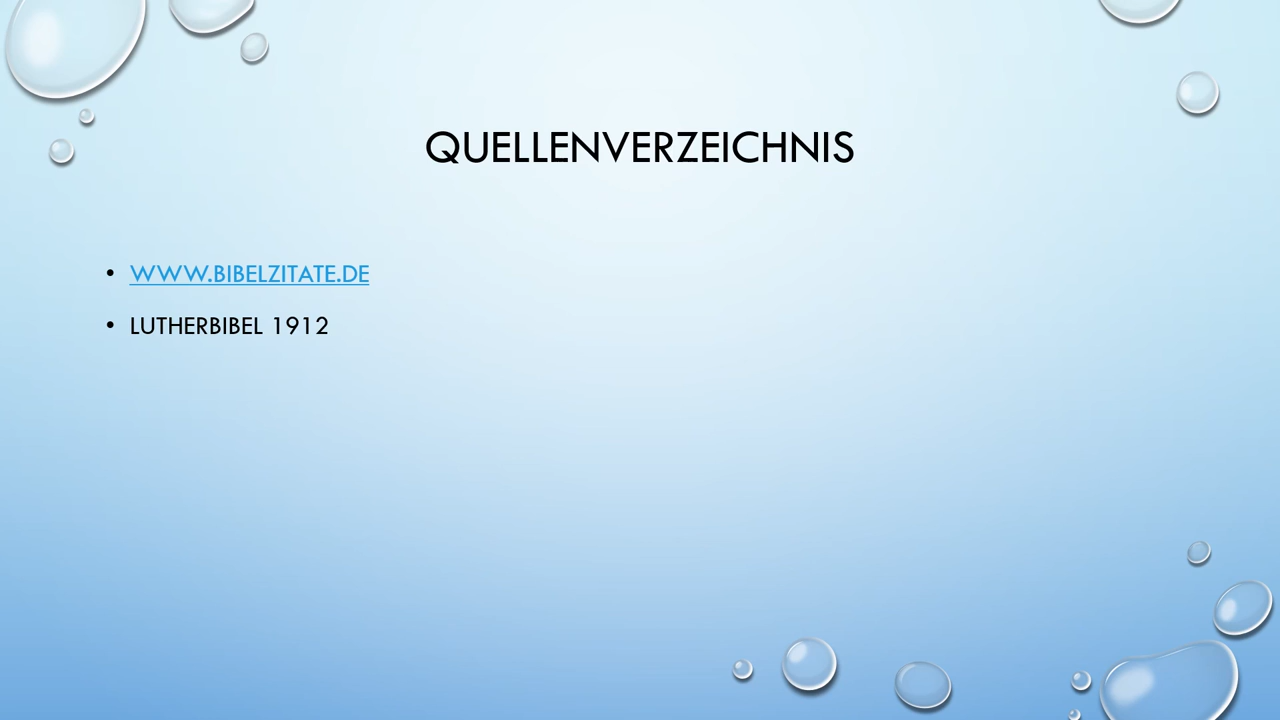 QUELLENVERZEICHNIS
• WWW.BIBELZITATE.DE
• LUTHERBIBEL 1912